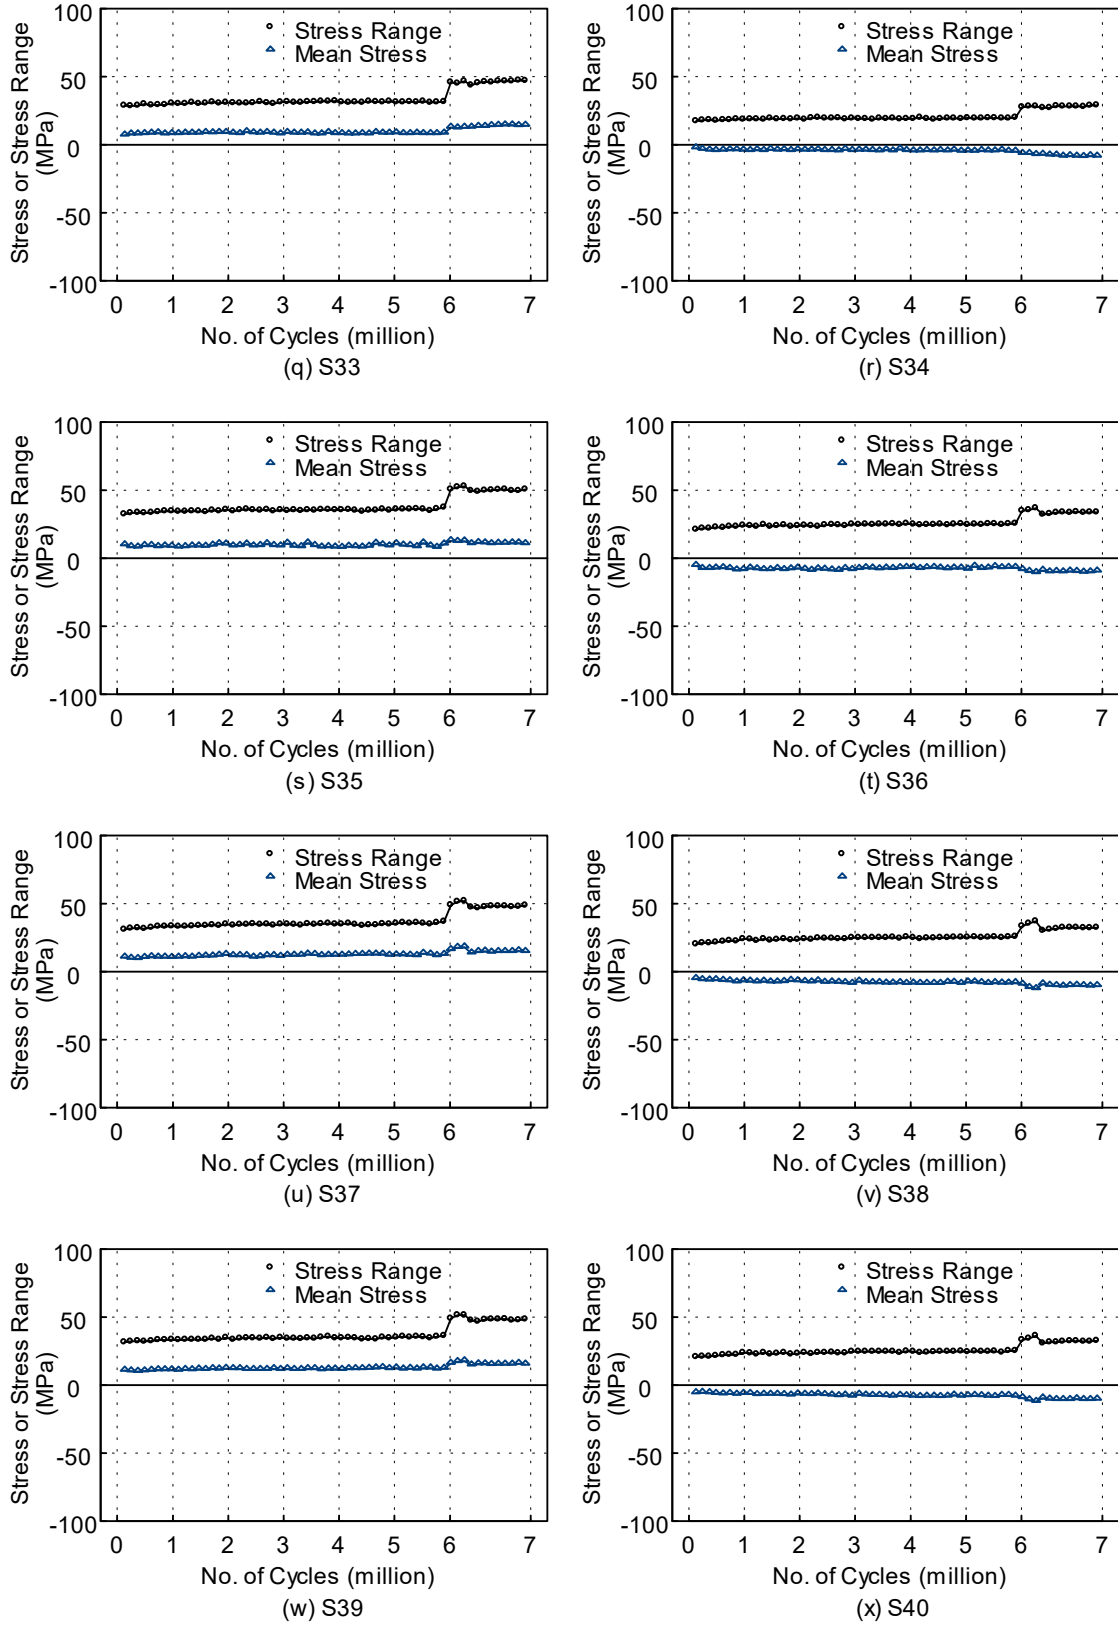 100
50
0
-50
-100
Stress or Stress Range
(MPa)
Stress Range
Mean Stress
0 1 2 3 4 5 6 7
No. of Cycles (million)
(q) S33
100
50
0
-50
-100
Stress or Stress Range
(MPa)
Stress Range
Mean Stress
0 1 2 3 4 5 6 7
No. of Cycles (million)
(r) S34
100
50
0
-50
-100
Stress or Stress Range
(MPa)
Stress Range
Mean Stress
0 1 2 3 4 5 6 7
No. of Cycles (million)
(s) S35
100
50
0
-50
-100
Stress or Stress Range
(MPa)
Stress Range
Mean Stress
0 1 2 3 4 5 6 7
No. of Cycles (million)
(t) S36
100
50
0
-50
-100
Stress or Stress Range
(MPa)
Stress Range
Mean Stress
0 1 2 3 4 5 6 7
No. of Cycles (million)
(u) S37
100
50
0
-50
-100
Stress or Stress Range
(MPa)
Stress Range
Mean Stress
0 1 2 3 4 5 6 7
No. of Cycles (million)
(v) S38
100
50
0
-50
-100
Stress or Stress Range
(MPa)
Stress Range
Mean Stress
0 1 2 3 4 5 6 7
No. of Cycles (million)
(w) S39
100
50
0
-50
-100
Stress or Stress Range
(MPa)
Stress Range
Mean Stress
0 1 2 3 4 5 6 7
No. of Cycles (million)
(x) S40